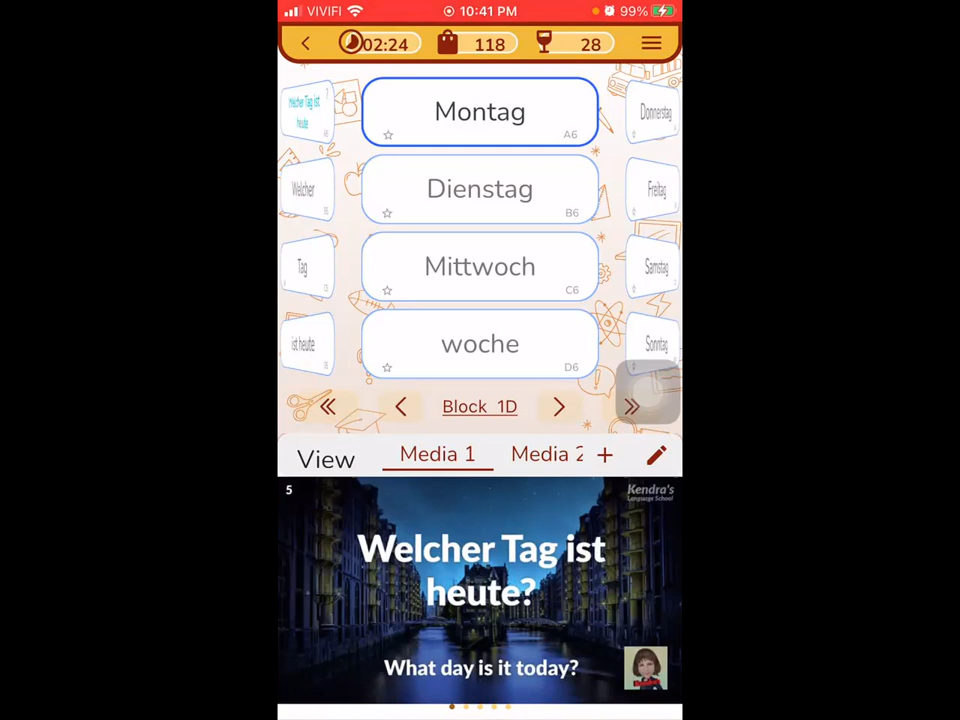 VIVIFI 10:41 PM 99%
02:24 118 28
Welcher Tag ist
heute
?
Montag
A6
Donnerstag
Welcher
Dienstag
B6
Freitag
Tag
Mittwoch
C6
Samstag
ist heute
woche
D6
Sonntag
Block 1D
View Media 1 Media 2 +
5
Kendra's
Language School
Welcher Tag ist
heute?
What day is it today?